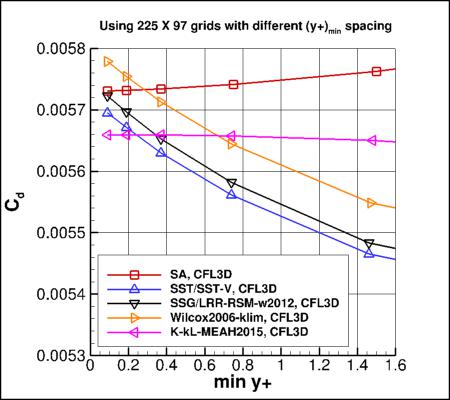 Using 225 X 97 grids with different (y+)min spacing
0.0058
0.0057
0.0056
0.0055
0.0054
0.0053
Cd
SA, CFL3D
SST/SST-V, CFL3D
SSG/LRR-RSM-w2012, CFL3D
Wilcox2006-klim, CFL3D
K-kL-MEAH2015, CFL3D
0 0.2 0.4 0.6 0.8 1 1.2 1.4 1.6
min y+